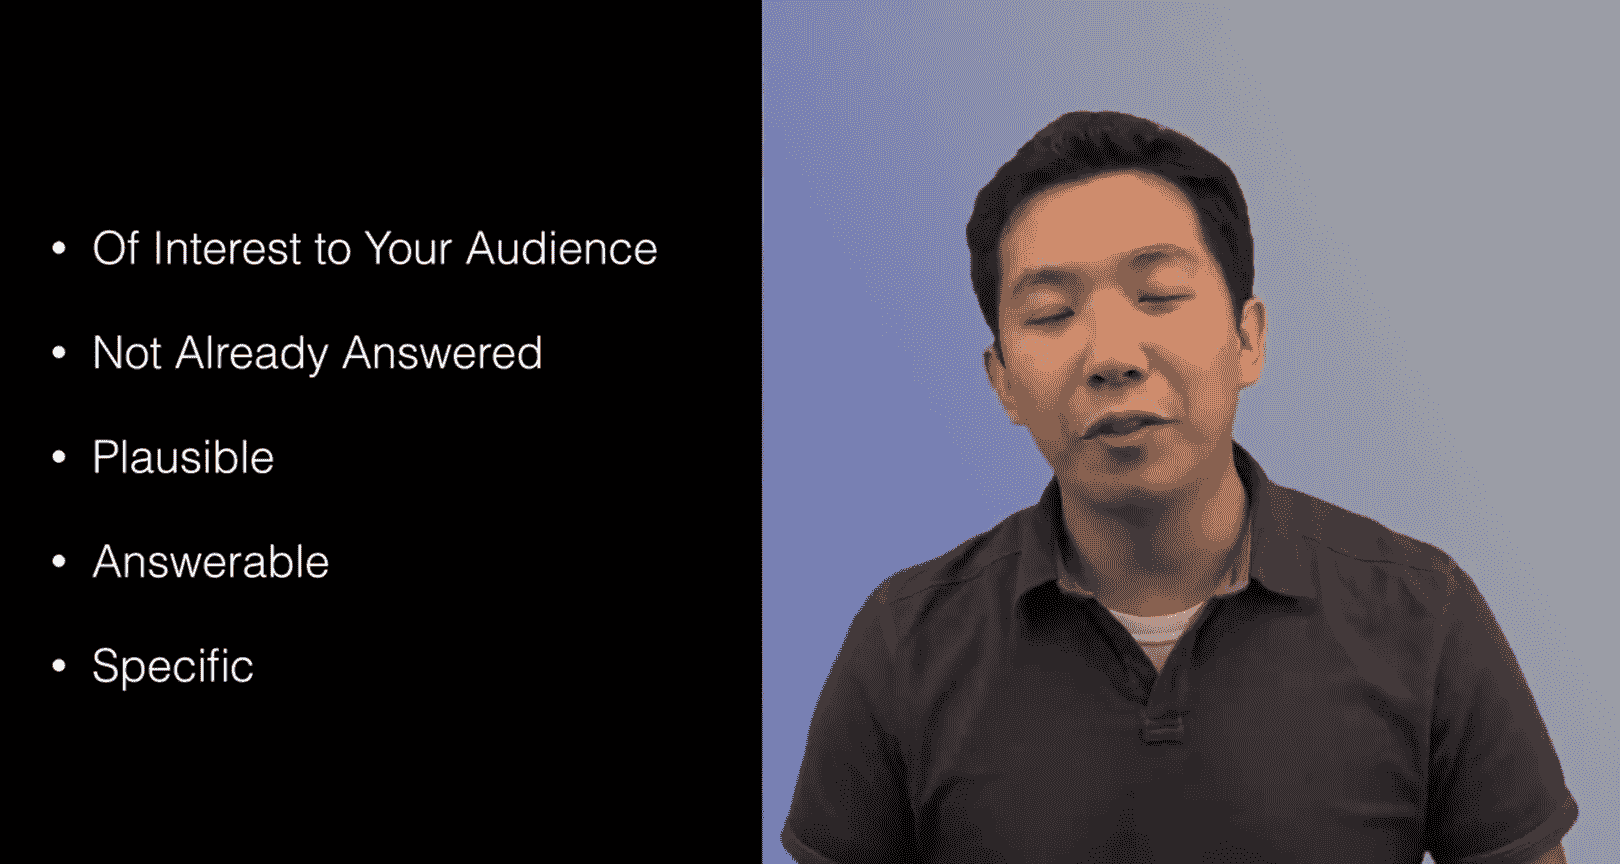 • Of Interest to Your Audience
• Not Already Answered
• Plausible
• Answerable
• Specific